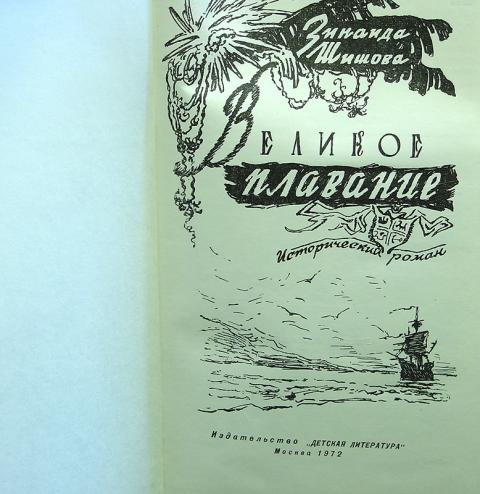 Зинаида
Шишова
Великое
плавание
Исторический роман
Издательство „ДЕТСКАЯ ЛИТЕРАТУРА"
Москва 1972